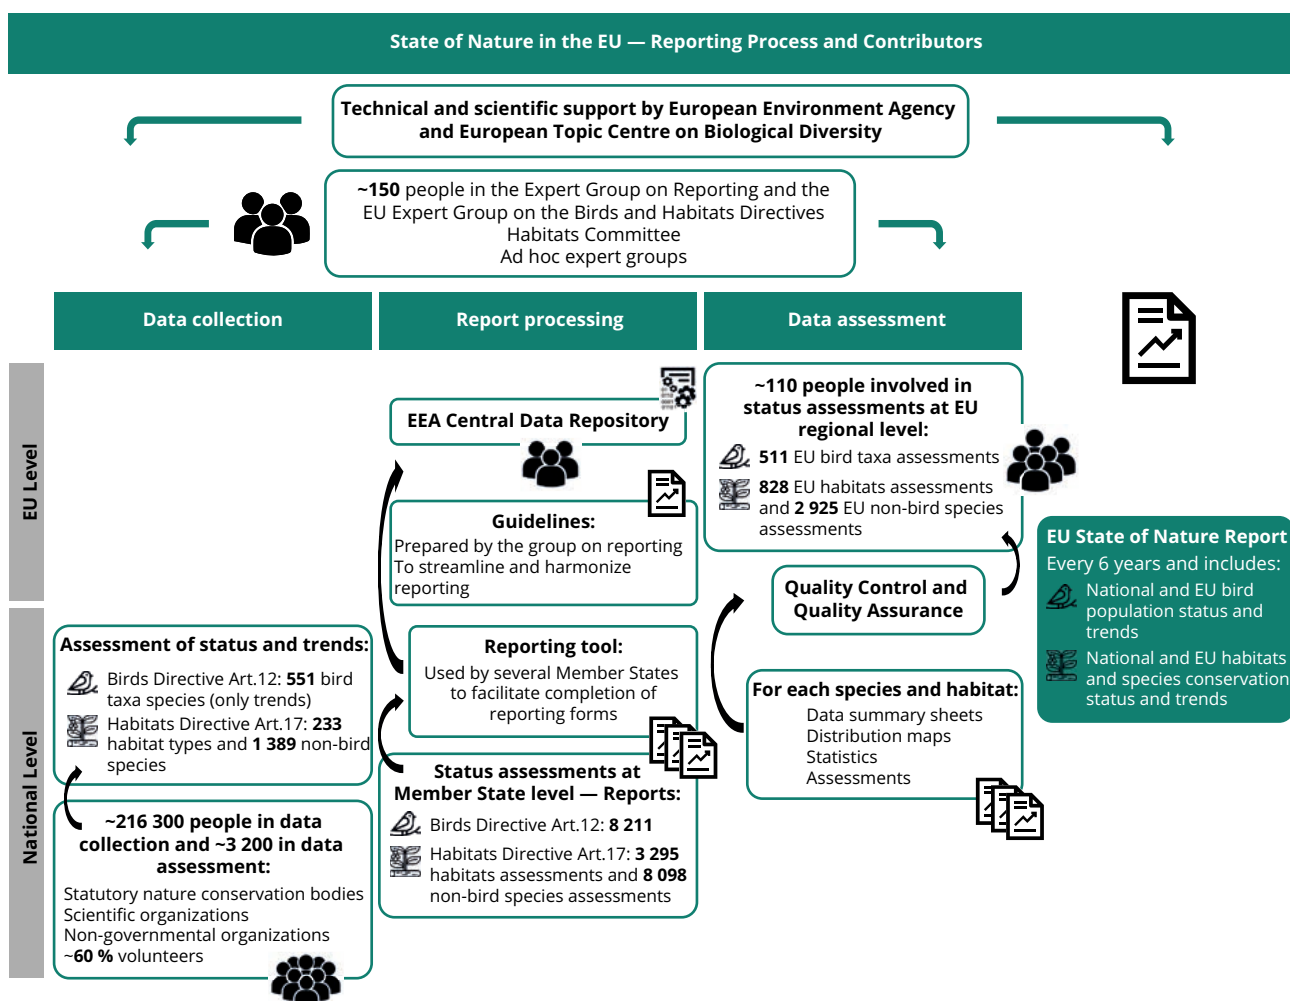 State of Nature in the EU — Reporting Process and Contributors
Technical and scientific support by European Environment Agency
and European Topic Centre on Biological Diversity
~150 people in the Expert Group on Reporting and the
EU Expert Group on the Birds and Habitats Directives
Habitats Committee
Ad hoc expert groups
Data collection
Report processing
Data assessment
EU Level
National Level
Assessment of status and trends:
Birds Directive Art.12: 551 bird
taxa species (only trends)
Habitats Directive Art.17: 233
habitat types and 1 389 non-bird
species
~216 300 people in data
collection and ~3 200 in data
assessment:
Statutory nature conservation bodies
Scientific organizations
Non-governmental organizations
~60 % volunteers
EEA Central Data Repository
Guidelines:
Prepared by the group on reporting
To streamline and harmonize
reporting
Reporting tool:
Used by several Member States
to facilitate completion of
reporting forms
Status assessments at
Member State level — Reports:
Birds Directive Art.12: 8 211
Habitats Directive Art.17: 3 295
habitats assessments and 8 098
non-bird species assessments
~110 people involved in
status assessments at EU
regional level:
511 EU bird taxa assessments
828 EU habitats assessments
and 2 925 EU non-bird species
assessments
Quality Control and
Quality Assurance
For each species and habitat:
Data summary sheets
Distribution maps
Statistics
Assessments
EU State of Nature Report
Every 6 years and includes:
National and EU bird
population status and
trends
National and EU habitats
and species conservation
status and trends